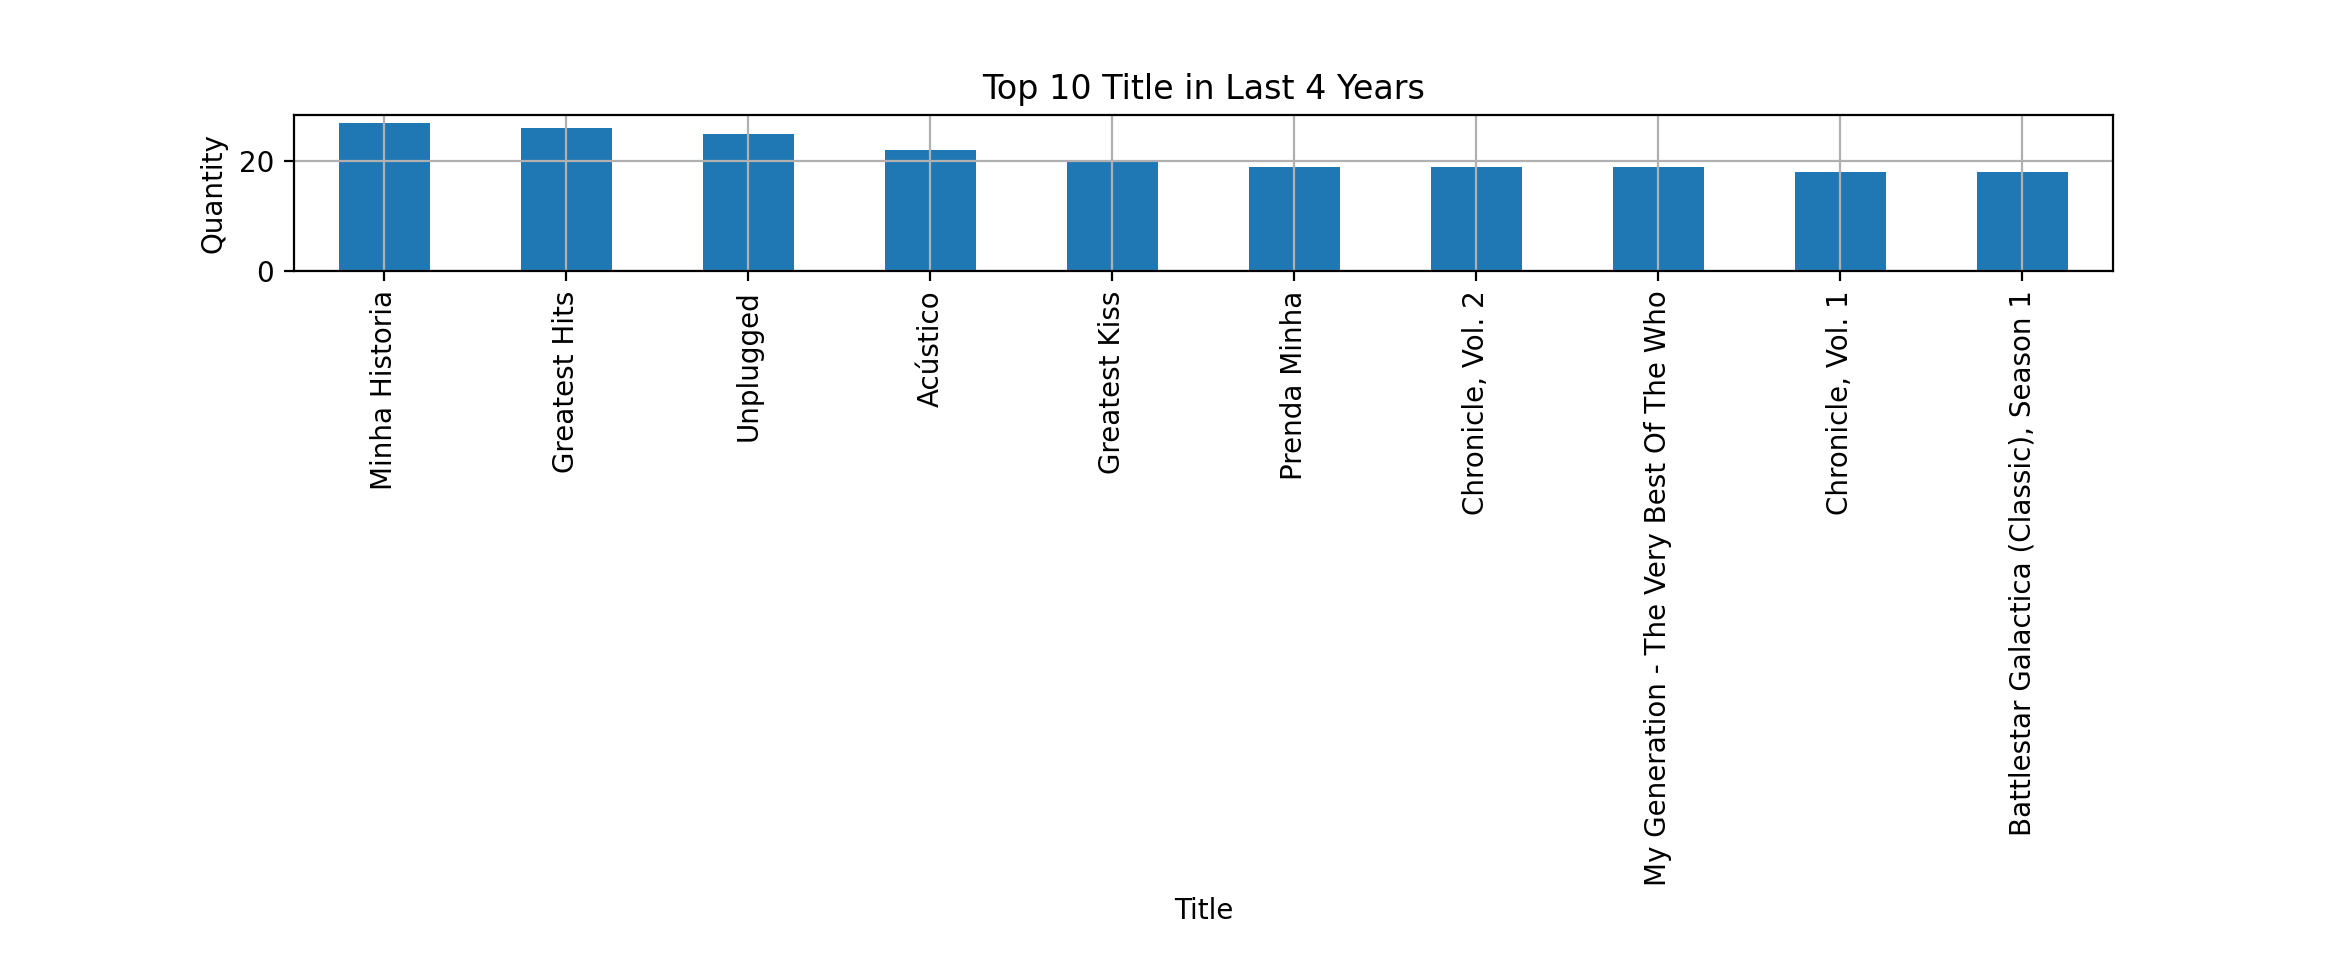 Top 10 Title in Last 4 Years
Quantity
20
0
Minha Historia
Greatest Hits
Unplugged
Acústico
Greatest Kiss
Prenda Minha
Chronicle, Vol. 2
My Generation - The Very Best Of The Who
Chronicle, Vol. 1
Battlestar Galactica (Classic), Season 1
Title